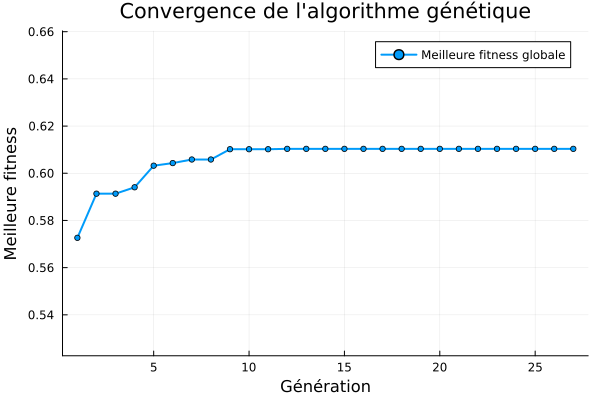 Convergence de l'algorithme génétique
Meilleure fitness globale
Meilleure fitness
0.66
0.64
0.62
0.60
0.58
0.56
0.54
5 10 15 20 25
Génération